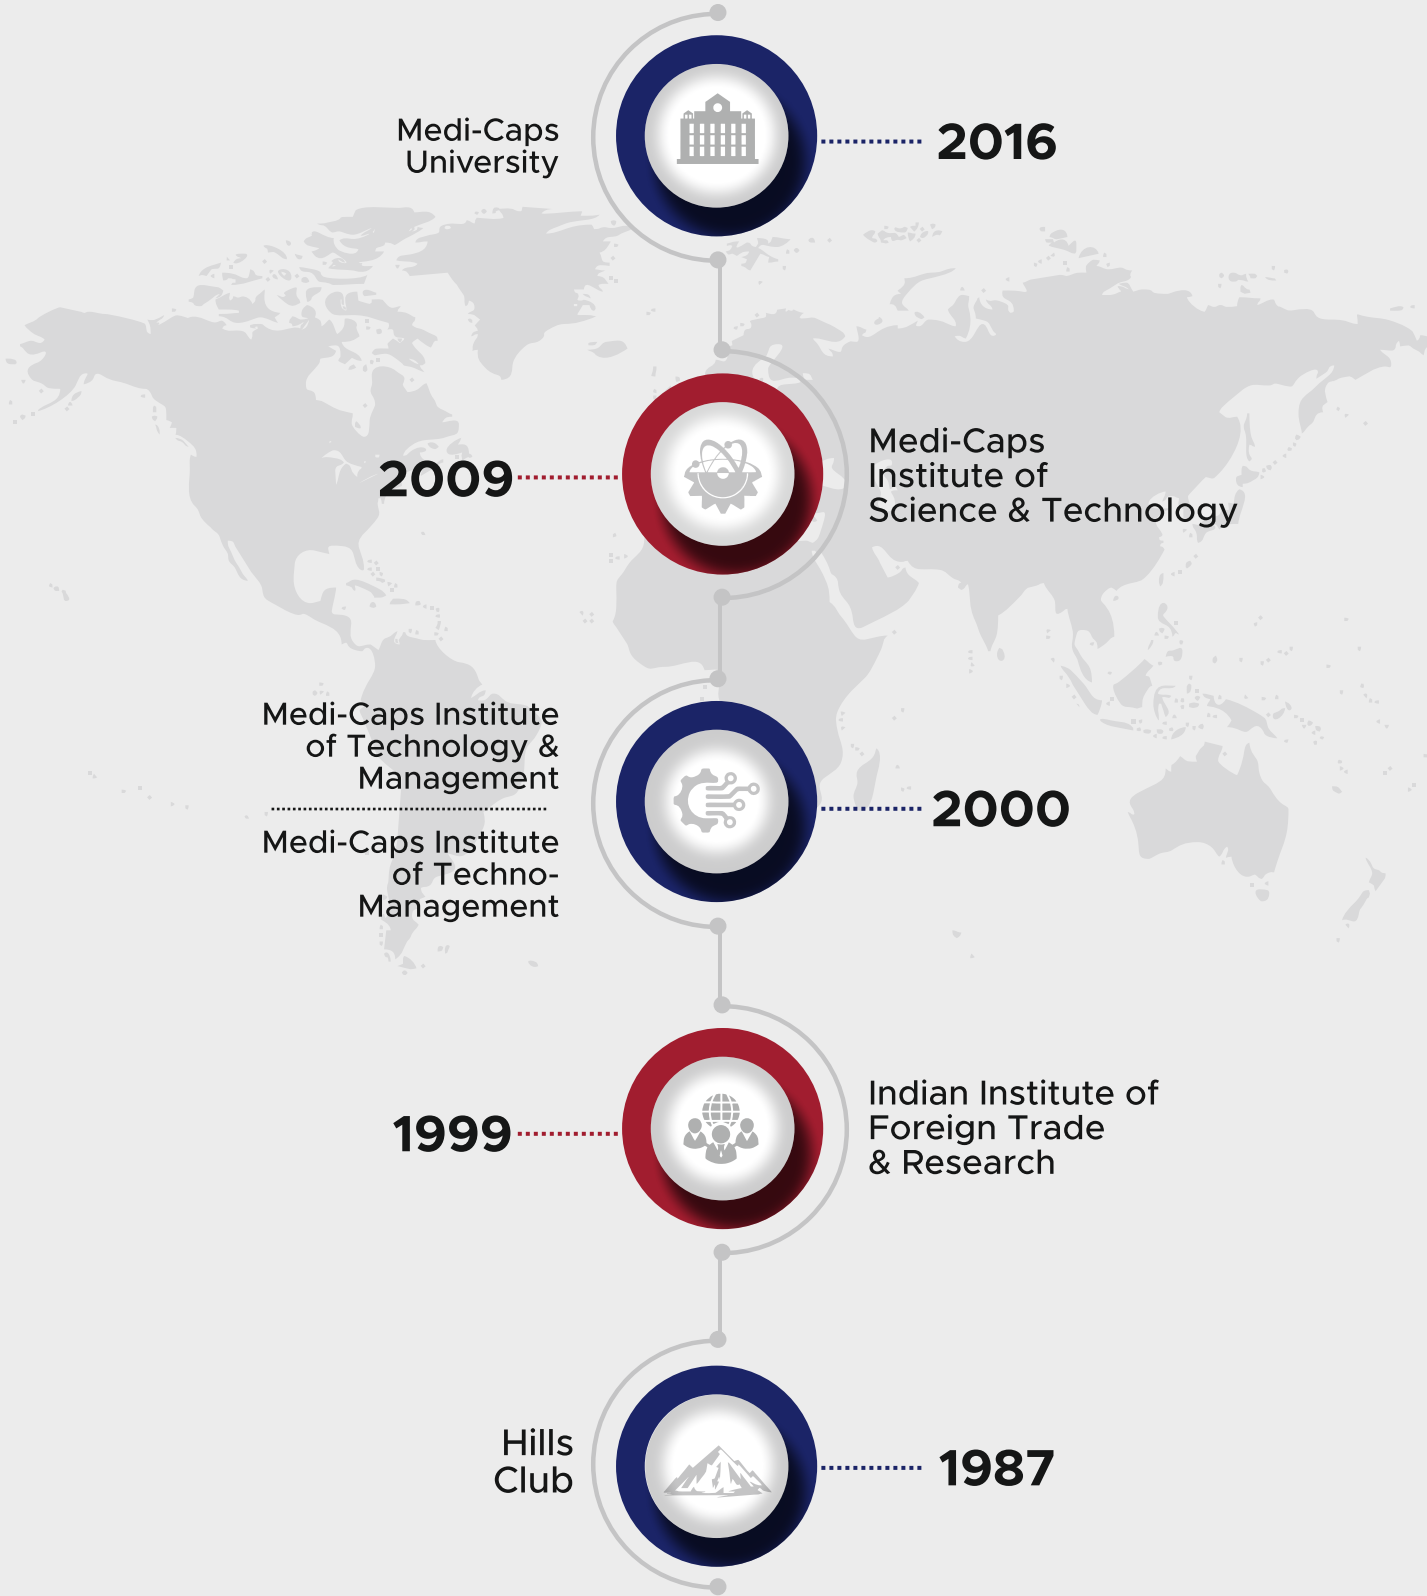 Medi-Caps
University
2016
2009
Medi-Caps
Institute of
Science & Technology
Medi-Caps Institute
of Technology &
Management
Medi-Caps Institute
of Techno-
Management
2000
1999
Indian Institute of
Foreign Trade
& Research
Hills
Club
1987